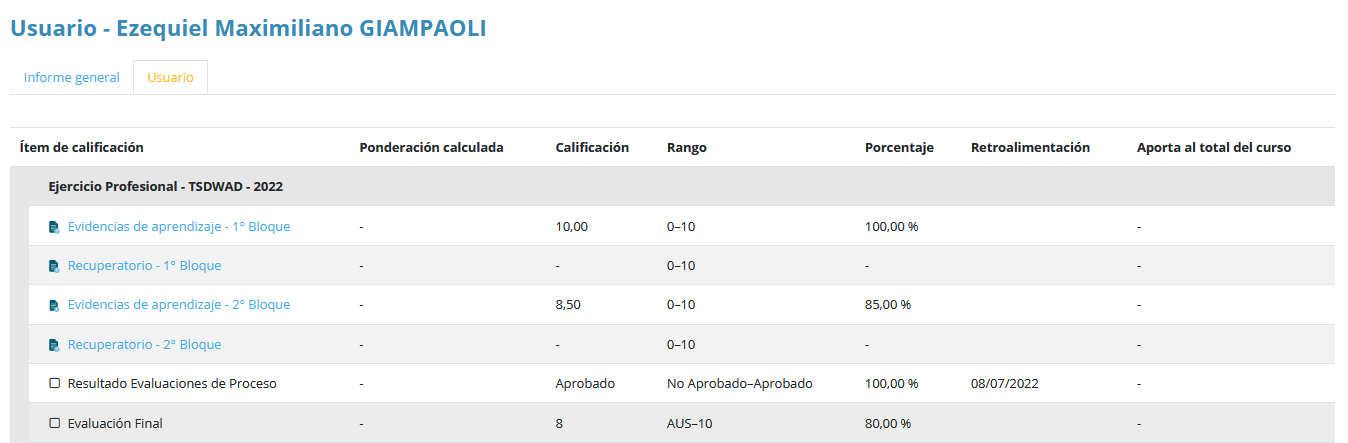 Usuario - Ezequiel Maximiliano GIAMPAOLI
Informe general Usuario
Ítem de calificación Ponderación calculada Calificación Rango Porcentaje Retroalimentación Aporta al total del curso
Ejercicio Profesional - TSDWAD - 2022
Evidencias de aprendizaje - 1° Bloque - 10,00 0–10 100,00 % -
Recuperatorio - 1° Bloque - - 0–10 - -
Evidencias de aprendizaje - 2° Bloque - 8,50 0–10 85,00 % -
Recuperatorio - 2° Bloque - - 0–10 - -
Resultado Evaluaciones de Proceso - Aprobado No Aprobado–Aprobado 100,00 % 08/07/2022 -
Evaluación Final - 8 AUS–10 80,00 % -